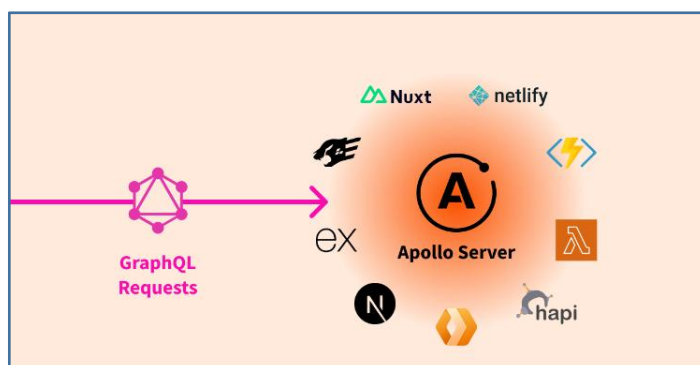 Nuxt
netlify
ex
A
Apollo Server
GraphQL
Requests
λ
N
hapi